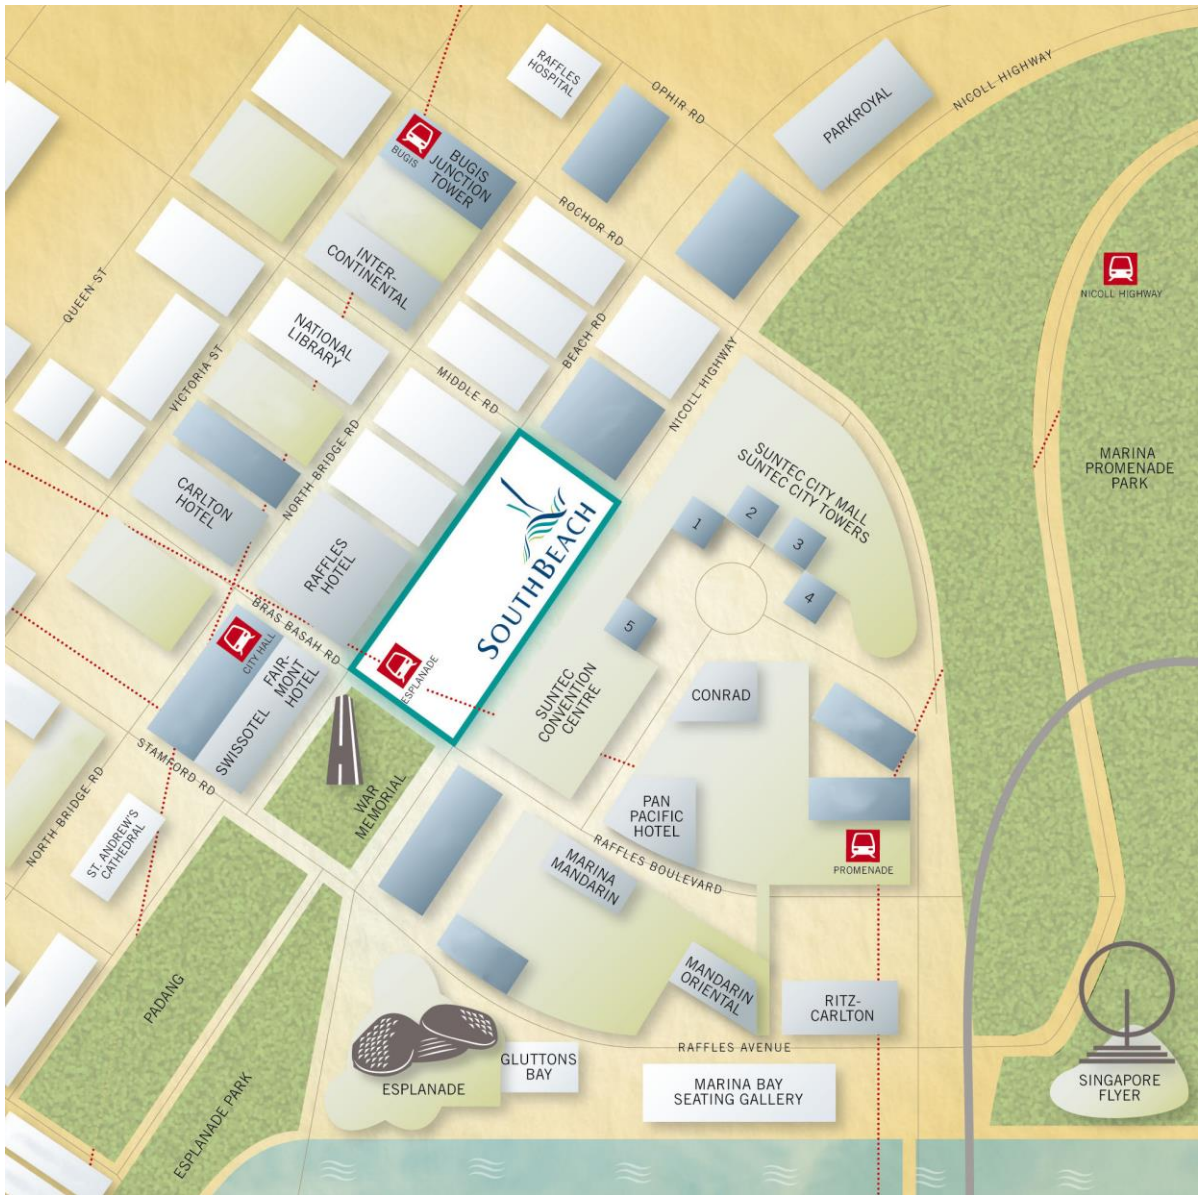 RAFFLES
HOSPITAL
OPHIR RD
PARKROYAL
NICOLL HIGHWAY
BUGIS
BUGIS
JUNCTION
TOWER
ROCHOR RD
INTER-
CONTINENTAL
QUEEN ST
NICOLL HIGHWAY
NATIONAL
LIBRARY
VICTORIA ST
MIDDLE RD
BEACH RD
NICOLL HIGHWAY
NORTH BRIDGE RD
CARLTON
HOTEL
RAFFLES
HOTEL
SOUTHBEACH
SUNTEC CITY MALL
SUNTEC CITY TOWERS
1
2
3
4
5
MARINA
PROMENADE
PARK
BRAS BASAH RD
CITY HALL
FAIR-
MONT
HOTEL
SWISSOTEL
ESPLANADE
SUNTEC
CONVENTION
CENTRE
CONRAD
STAMFORD RD
NORTH BRIDGE RD
WAR
MEMORIAL
PAN
PACIFIC
HOTEL
RAFFLES BOULEVARD
PROMENADE
ST. ANDREW'S
CATHEDRAL
MARINA
MANDARIN
MANDARIN
ORIENTAL
PADANG
RITZ-
CARLTON
RAFFLES AVENUE
ESPLANADE
GLUTTONS
BAY
MARINA BAY
SEATING GALLERY
SINGAPORE
FLYER
ESPLANADE PARK